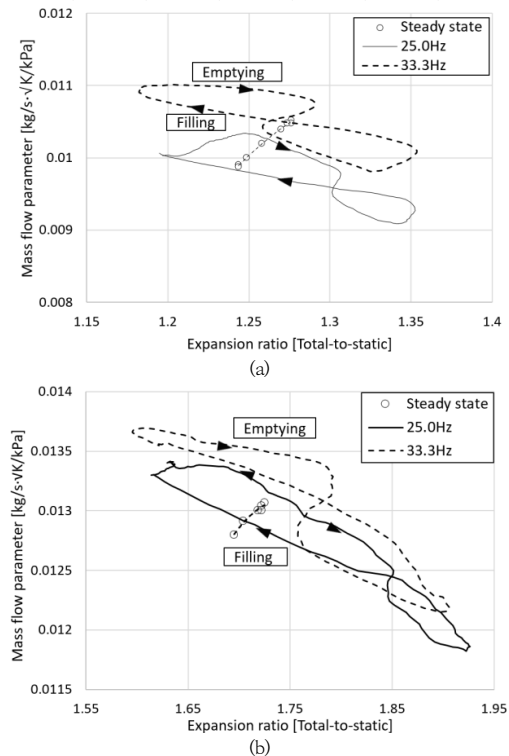 Steady state
25.0Hz
33.3Hz
Emptying
Filling
0.012
0.011
0.01
0.009
0.008
Mass flow parameter [kg/s·√K/kPa]
1.15
1.2
1.25
1.3
1.35
1.4
Expansion ratio [Total-to-static]
(a)
Steady state
25.0Hz
33.3Hz
Emptying
Filling
0.014
0.0135
0.013
0.0125
0.012
0.0115
Mass flow parameter [kg/s·√K/kPa]
1.55
1.65
1.75
1.85
1.95
Expansion ratio [Total-to-static]
(b)